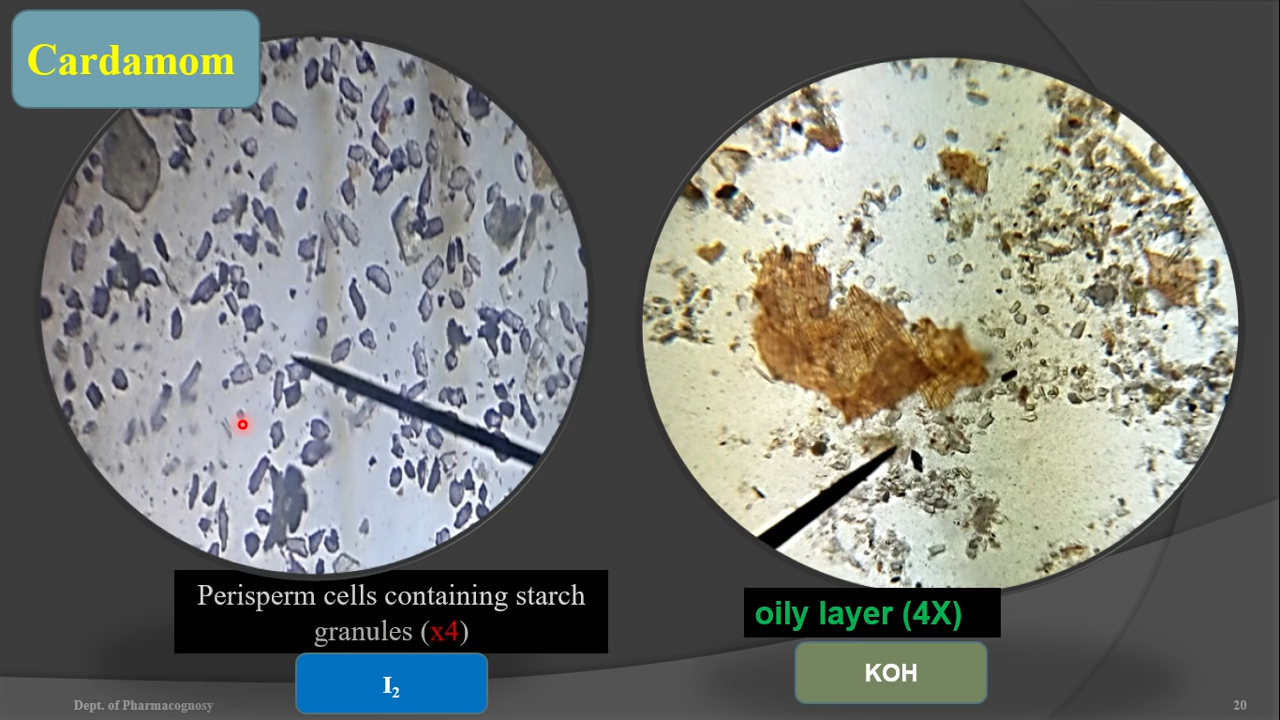 Cardamom
Perisperm cells containing starch
granules (x4)
I₂
oily layer (4X)
KOH
Dept. of Pharmacognosy
20